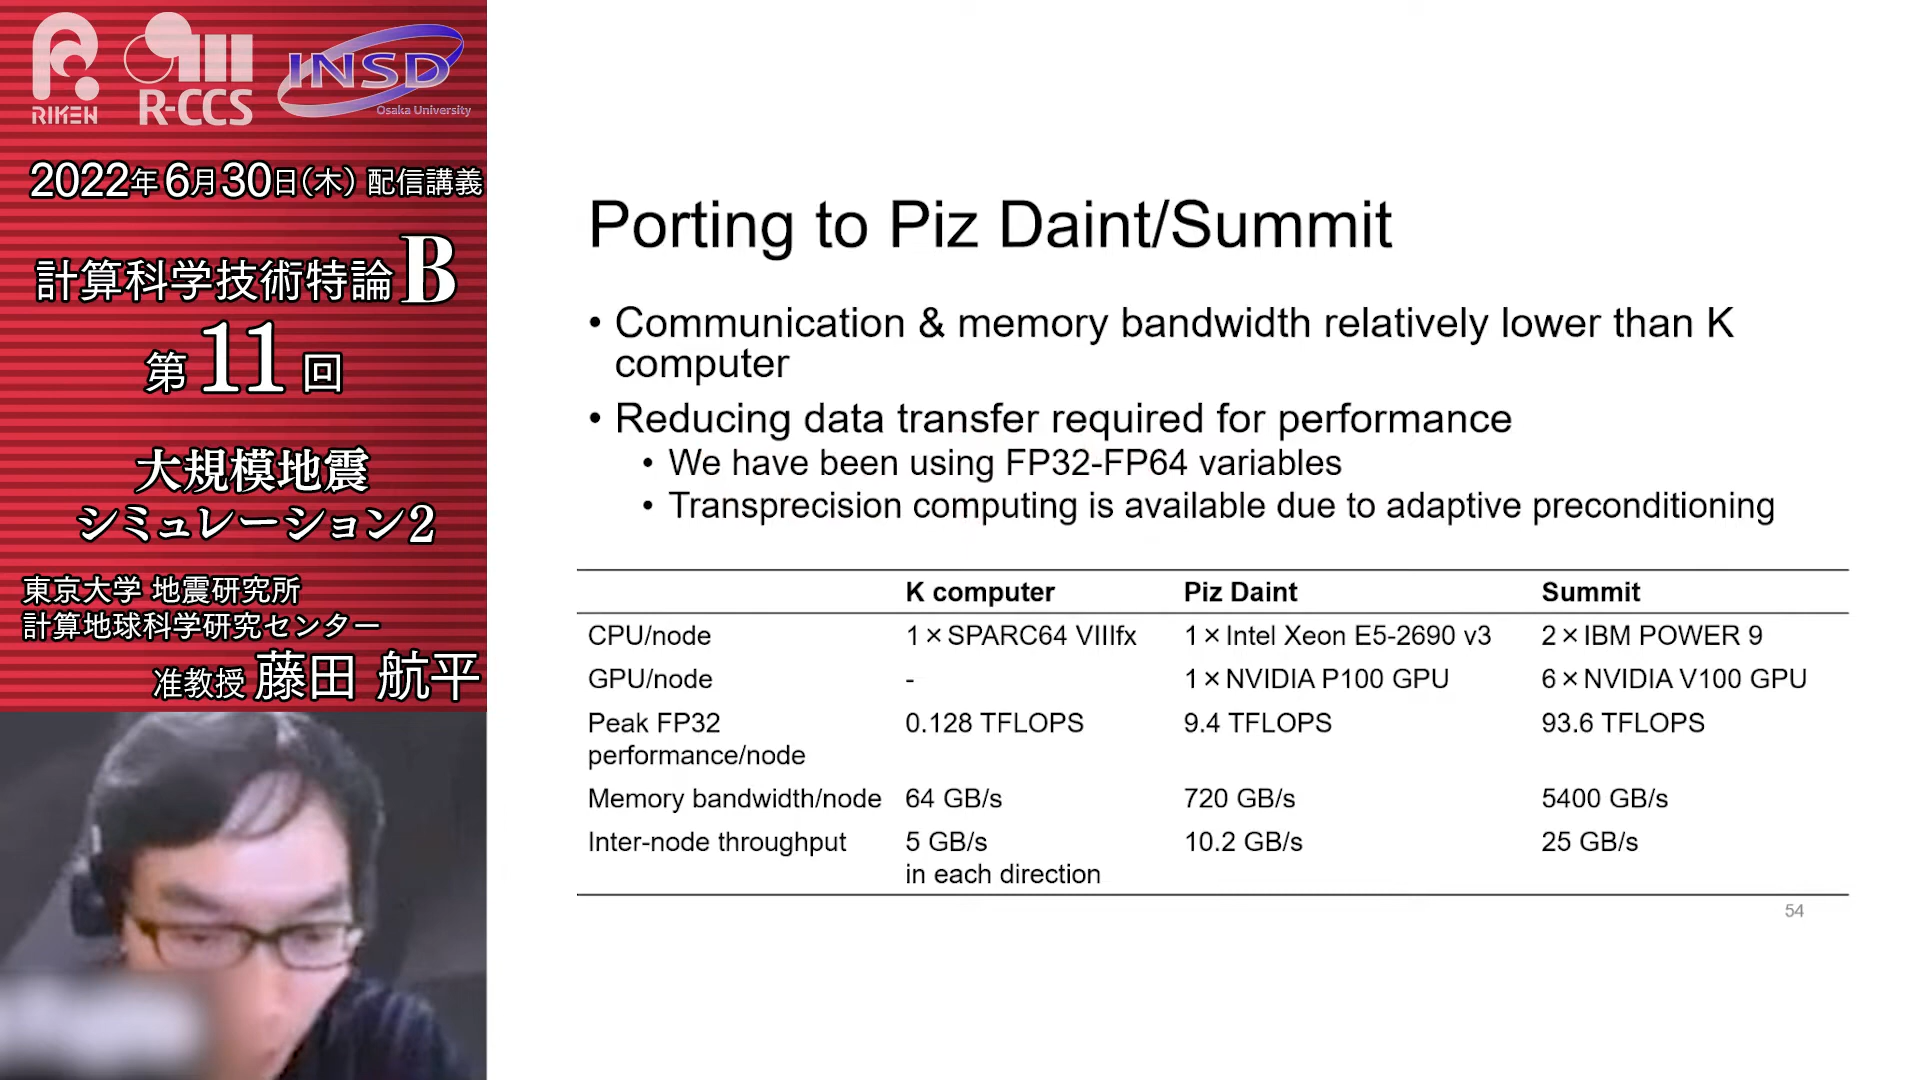 RIKEN
R-CCS
INSD
Osaka University
2022年6月30日(木) 配信講義
計算科学技術特論B
第11回
大規模地震
シミュレーション2
東京大学 地震研究所
計算地球科学研究センター
准教授 藤田 航平
Porting to Piz Daint/Summit
• Communication & memory bandwidth relatively lower than K
computer
• Reducing data transfer required for performance
• We have been using FP32-FP64 variables
• Transprecision computing is available due to adaptive preconditioning
K computer Piz Daint Summit
CPU/node 1×SPARC64 VIIIfx 1×Intel Xeon E5-2690 v3 2×IBM POWER 9
GPU/node - 1×NVIDIA P100 GPU 6×NVIDIA V100 GPU
Peak FP32 0.128 TFLOPS 9.4 TFLOPS 93.6 TFLOPS
performance/node
Memory bandwidth/node 64 GB/s 720 GB/s 5400 GB/s
Inter-node throughput 5 GB/s 10.2 GB/s 25 GB/s
in each direction
54